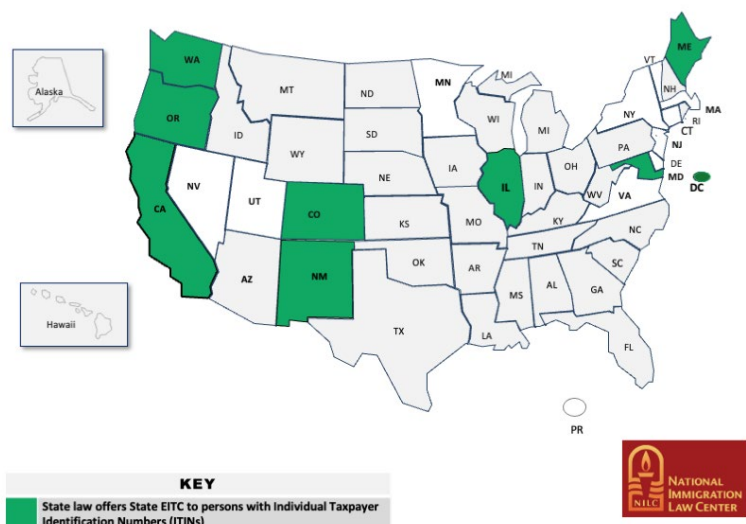 WA
ME
VT
MT
ND
MN
MI
NH
Alaska
OR
ID
SD
WI
MI
NY
MA
RI
CT
WY
IA
PA
NJ
NE
OH
DE
NV
IL
IN
MD
DC
UT
WV
VA
CA
CO
KS
MO
KY
NC
TN
AZ
NM
OK
AR
SC
MS
AL
GA
Hawaii
TX
LA
FL
PR
KEY
State law offers State EITC to persons with Individual Taxpayer
Identification Numbers (ITINs)
NILC
NATIONAL
IMMIGRATION
LAW CENTER